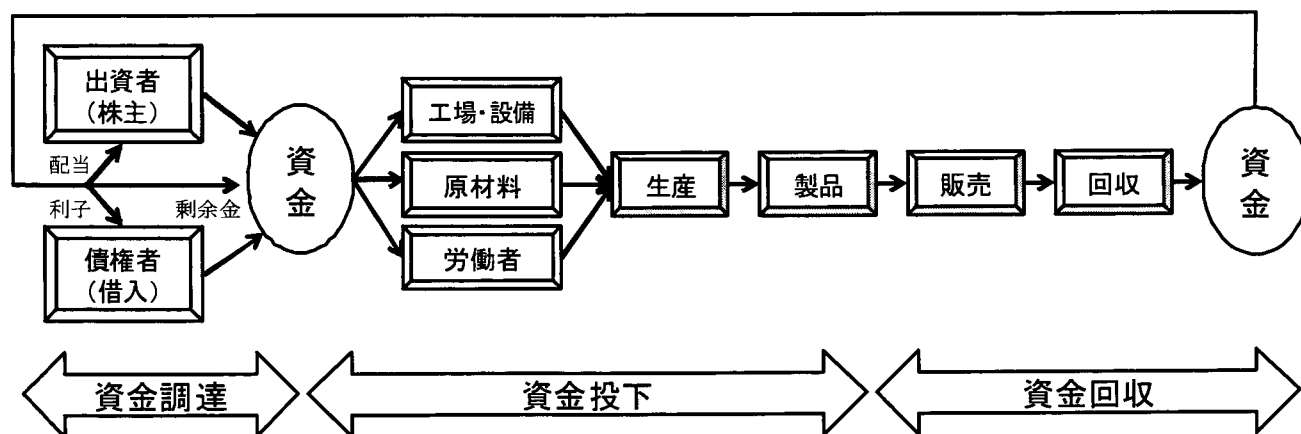 出資者
(株主)
配当
利子
剰余金
債権者
(借入)
資金
工場・設備
原材料
労働者
生産
製品
販売
回収
資金
資金調達
資金投下
資金回収